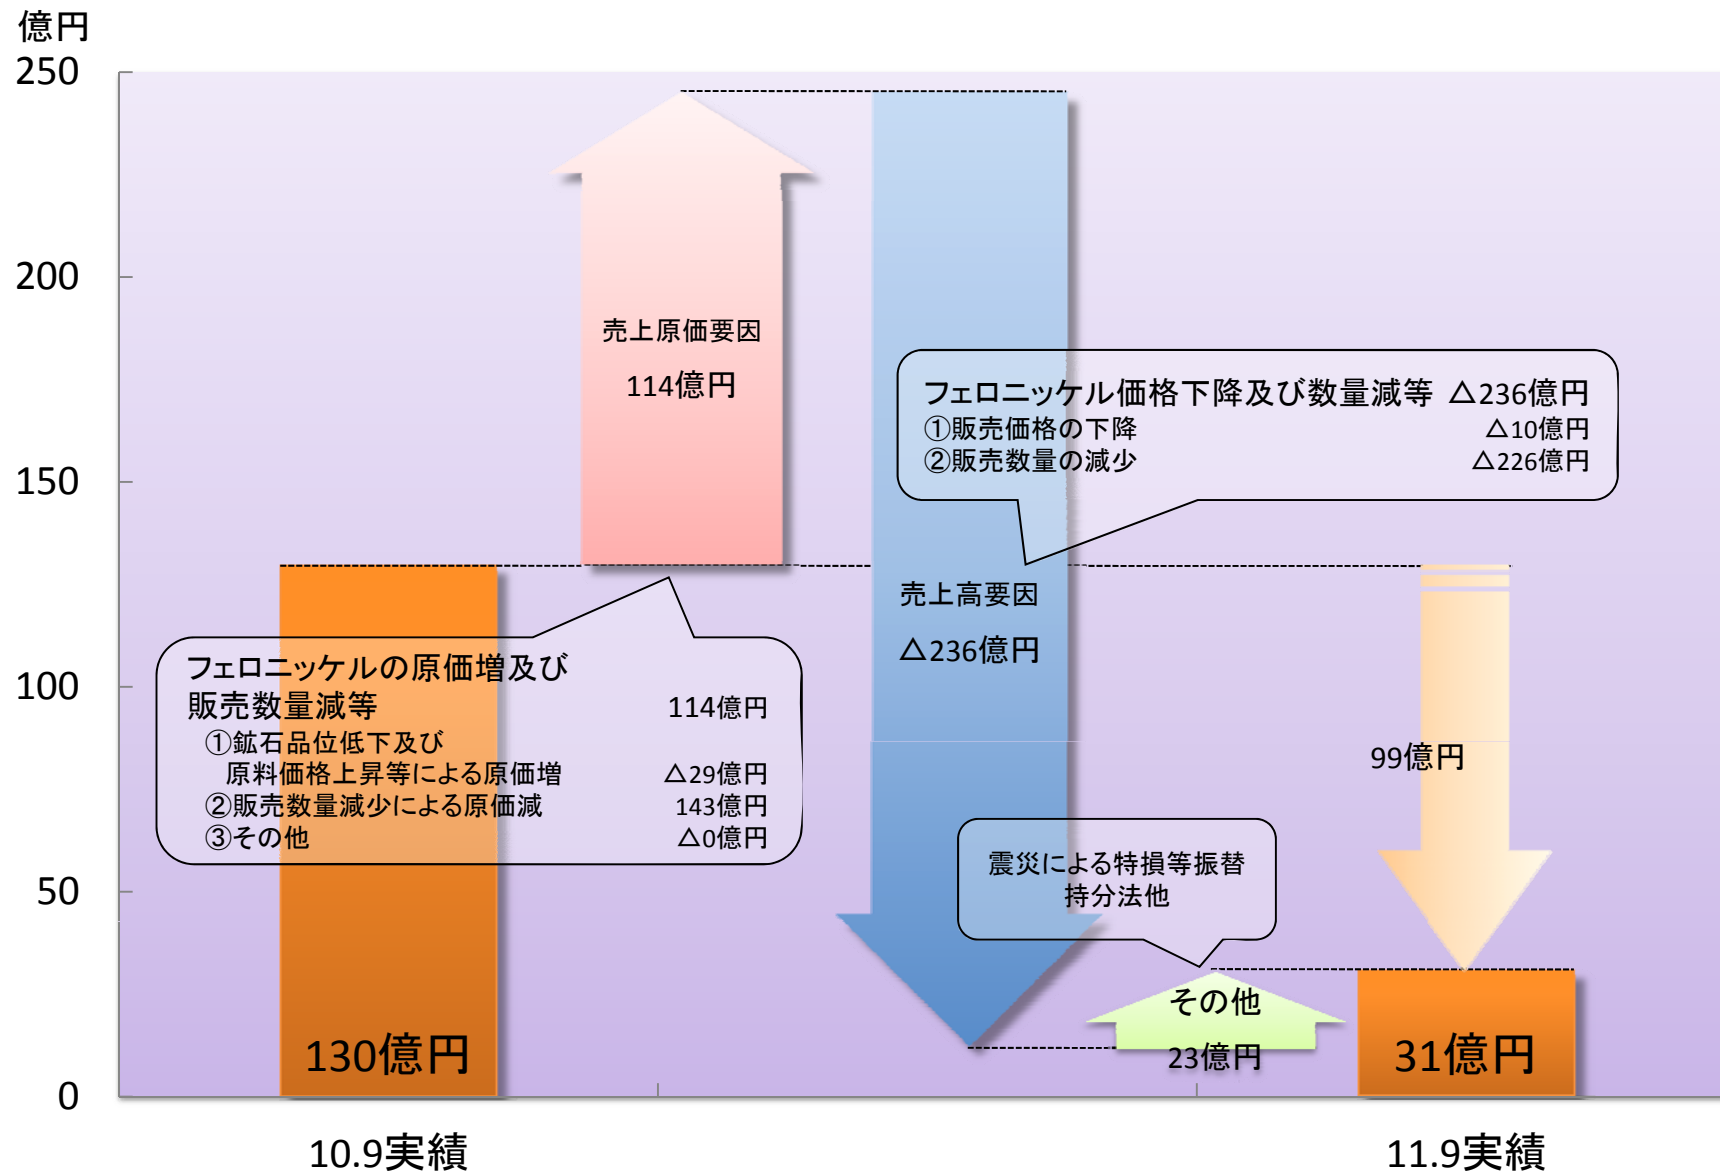 億円
250
200
150
100
50
0
売上原価要因
114億円
フェロニッケル価格下降及び数量減等 △236億円
①販売価格の下降 △10億円
②販売数量の減少 △226億円
売上高要因
△236億円
フェロニッケルの原価増及び
販売数量減等 114億円
①鉱石品位低下及び
原料価格上昇等による原価増 △29億円
②販売数量減少による原価減 143億円
③その他 △0億円
99億円
震災による特損等振替
持分法他
その他
23億円
130億円
31億円
10.9実績
11.9実績